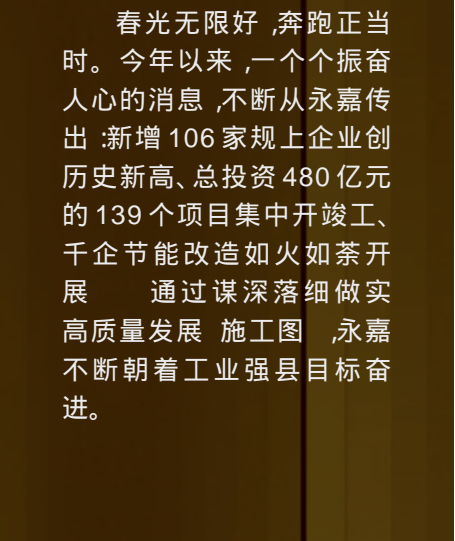 春光无限好 ,奔跑正当
时。今年以来 ,一个个振奋
人心的消息 ,不断从永嘉传
出 :新增 106 家规上企业创
历史新高、总投资 480 亿元
的 139 个项目集中开竣工、
千企节能改造如火如荼开
展 通过谋深落细做实
高质量发展 施工图 ,永嘉
不断朝着工业强县目标奋
进。